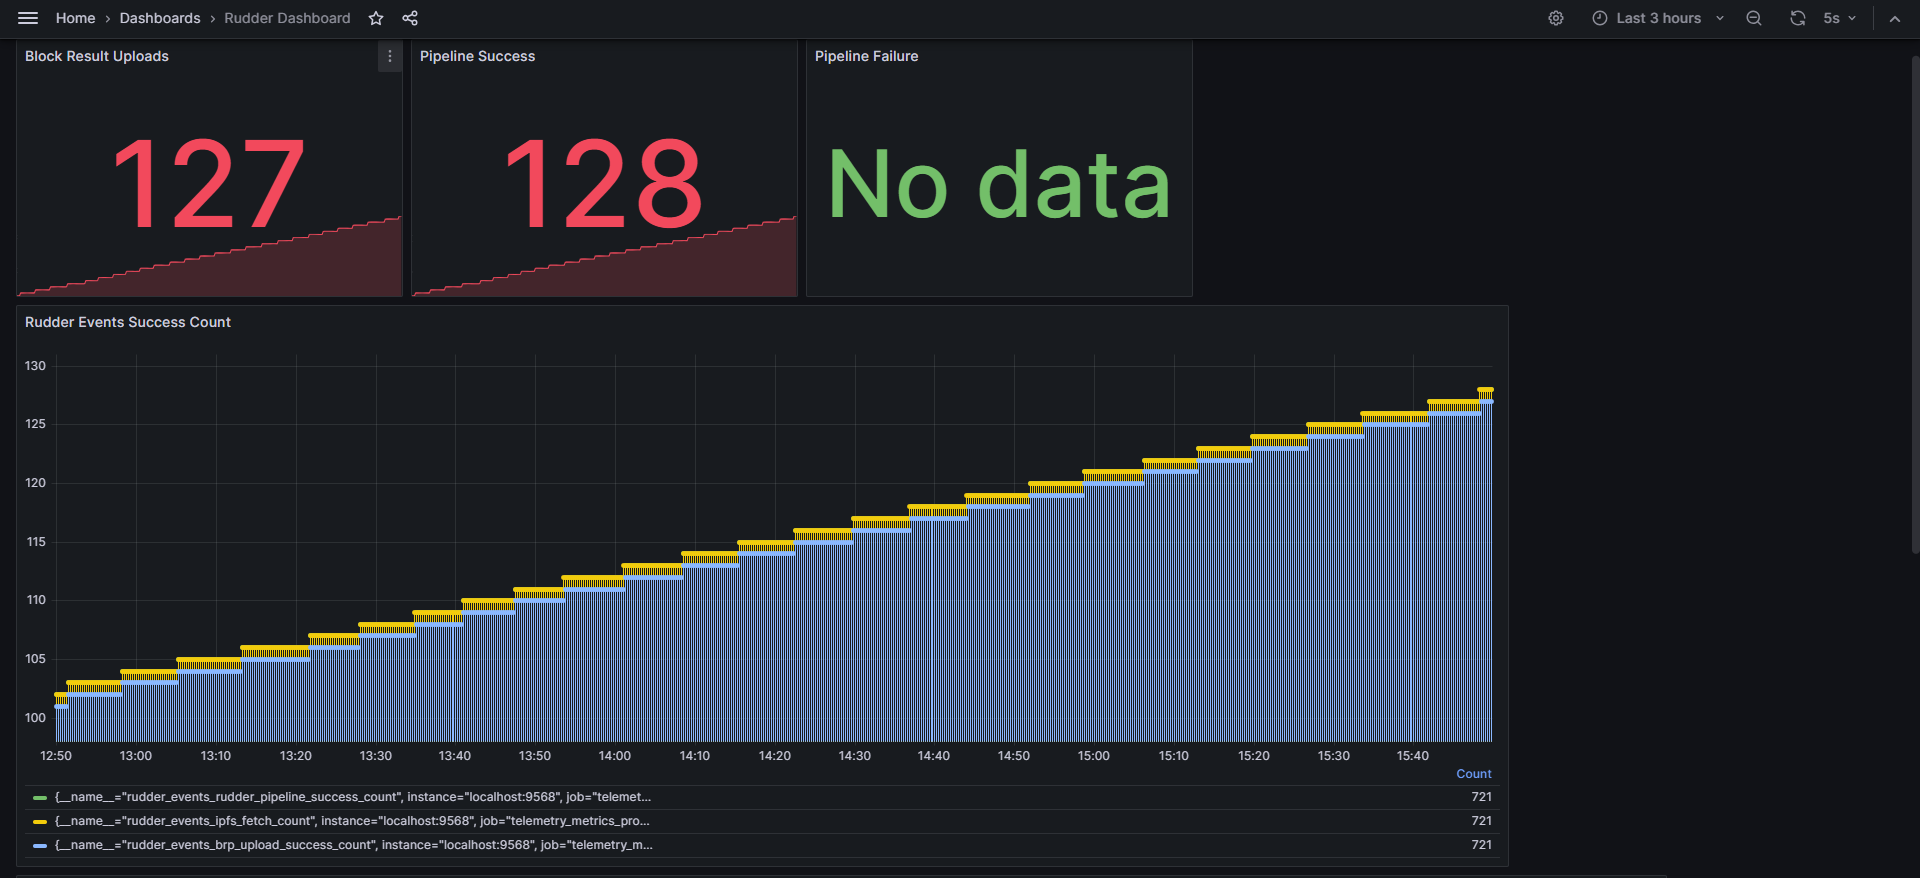 Home › Dashboards › Rudder Dashboard
Last 3 hours
5s
Block Result Uploads
Pipeline Success
Pipeline Failure
127
128
No data
Rudder Events Success Count
130
125
120
115
110
105
100
12:50 13:00 13:10 13:20 13:30 13:40 13:50 14:00 14:10 14:20 14:30 14:40 14:50 15:00 15:10 15:20 15:30 15:40
Count
{__name__="rudder_events_rudder_pipeline_success_count", instance="localhost:9568", job="telemet... 721
{__name__="rudder_events_ipfs_fetch_count", instance="localhost:9568", job="telemetry_metrics_pro... 721
{__name__="rudder_events_brp_upload_success_count", instance="localhost:9568", job="telemetry_m... 721